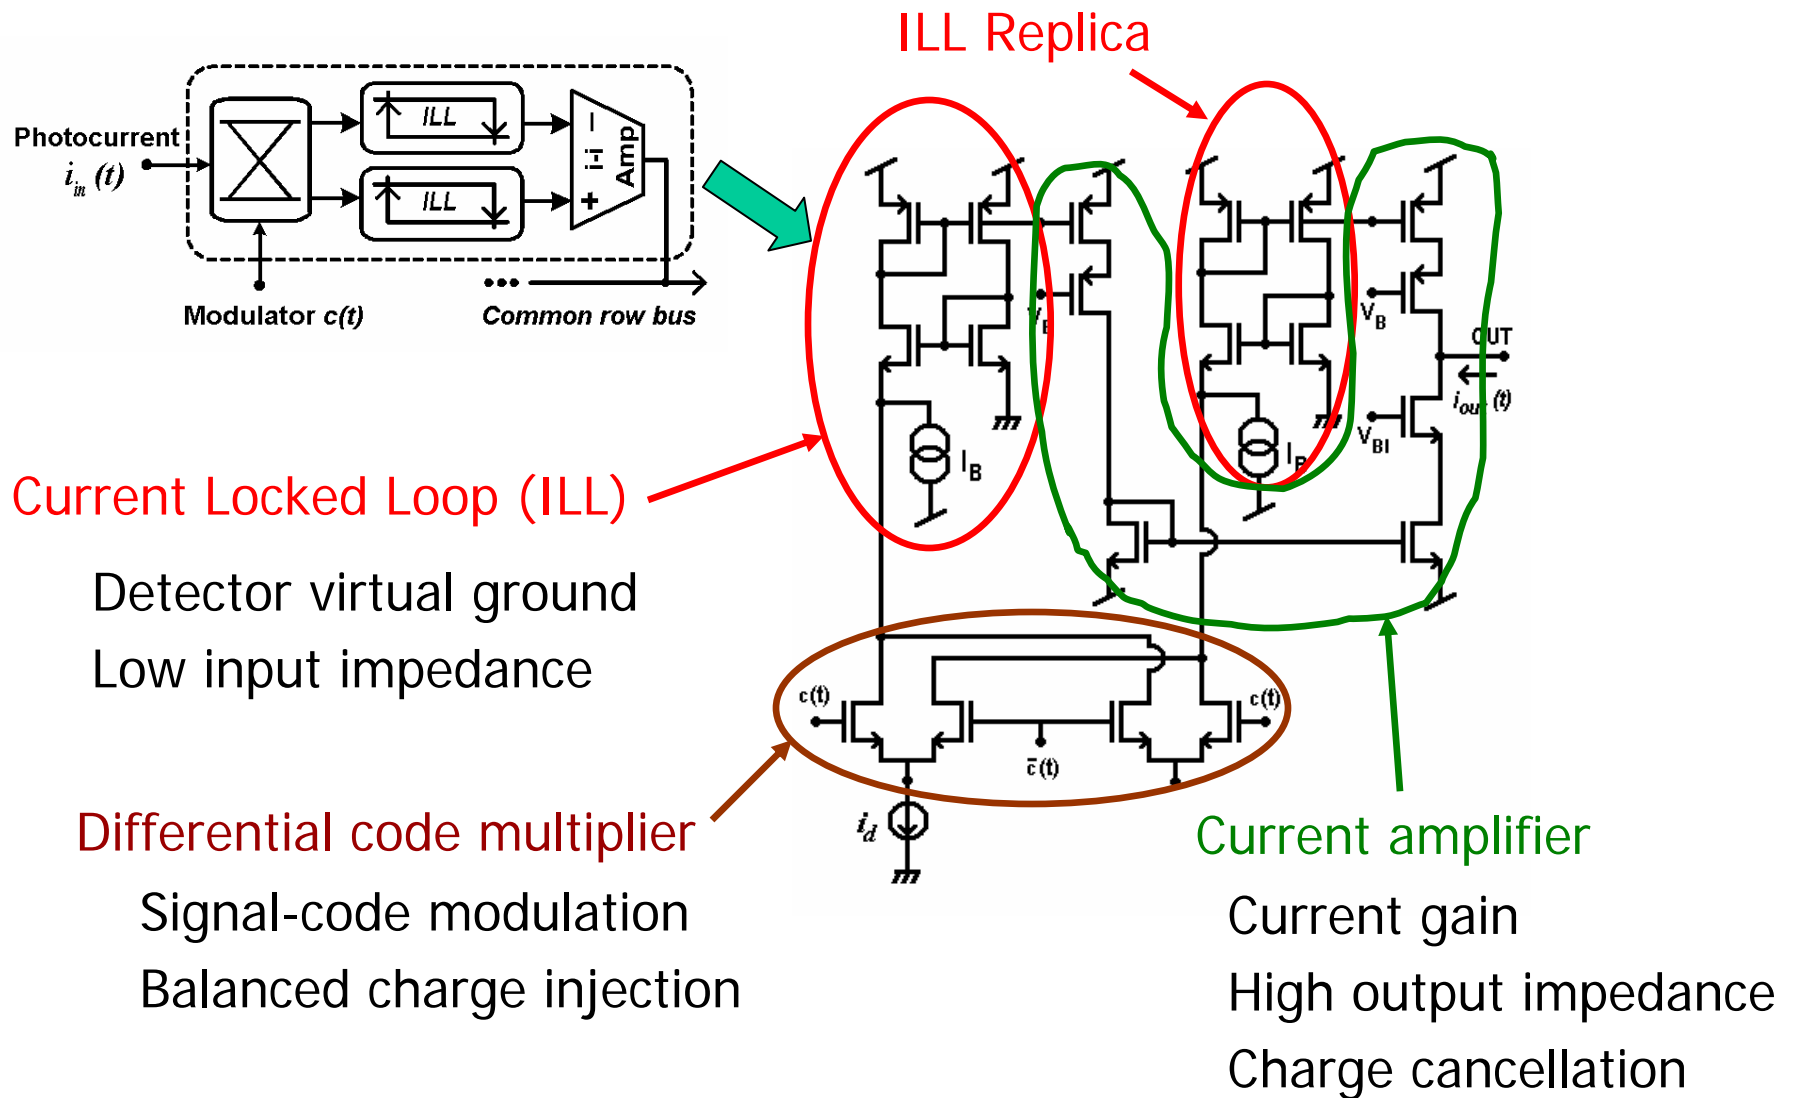 ILL Replica
Photocurrent
i_in (t)
ILL
ILL
−
i-i
+
Amp
Modulator c(t)
•••
Common row bus
V_B
V_B
OUT
i_out (t)
V_BI
I_B
I_B
Current Locked Loop (ILL)
Detector virtual ground
Low input impedance
c(t)
c(t)
c̄(t)
i_d
Differential code multiplier
Signal-code modulation
Balanced charge injection
Current amplifier
Current gain
High output impedance
Charge cancellation